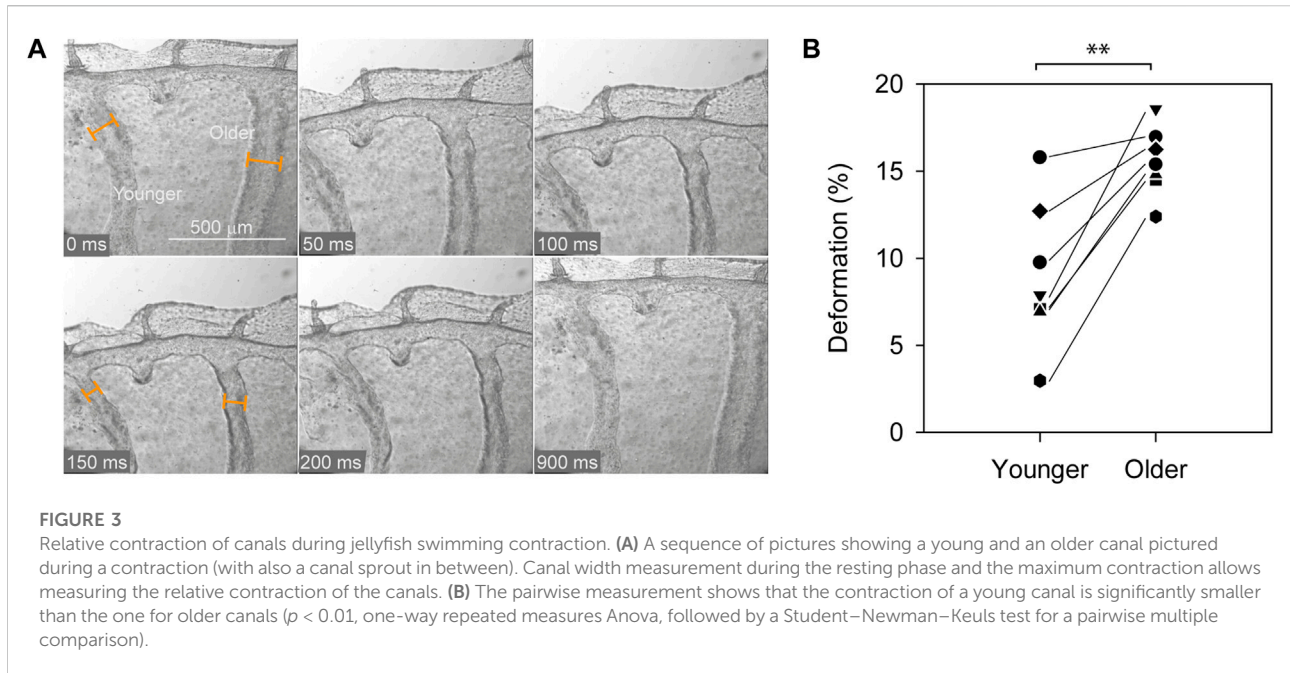 A
Older
Younger
500 µm
0 ms
50 ms
100 ms
150 ms
200 ms
900 ms
B
**
20
15
10
5
0
Deformation (%)
Younger Older
FIGURE 3
Relative contraction of canals during jellyfish swimming contraction. (A) A sequence of pictures showing a young and an older canal pictured
during a contraction (with also a canal sprout in between). Canal width measurement during the resting phase and the maximum contraction allows
measuring the relative contraction of the canals. (B) The pairwise measurement shows that the contraction of a young canal is significantly smaller
than the one for older canals (p < 0.01, one-way repeated measures Anova, followed by a Student–Newman–Keuls test for a pairwise multiple
comparison).